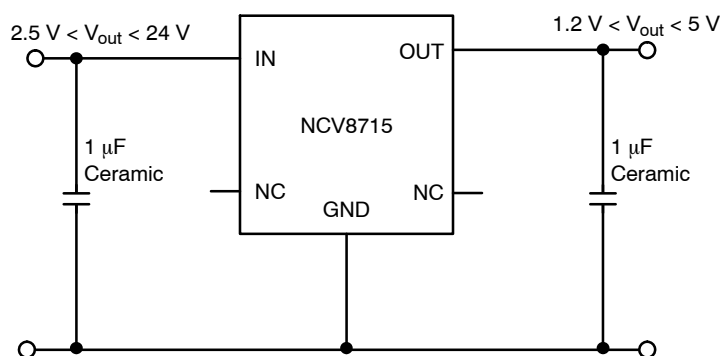 2.5 V < Vout < 24 V
1.2 V < Vout < 5 V
IN
OUT
NCV8715
1 μF
Ceramic
1 μF
Ceramic
NC
NC
GND